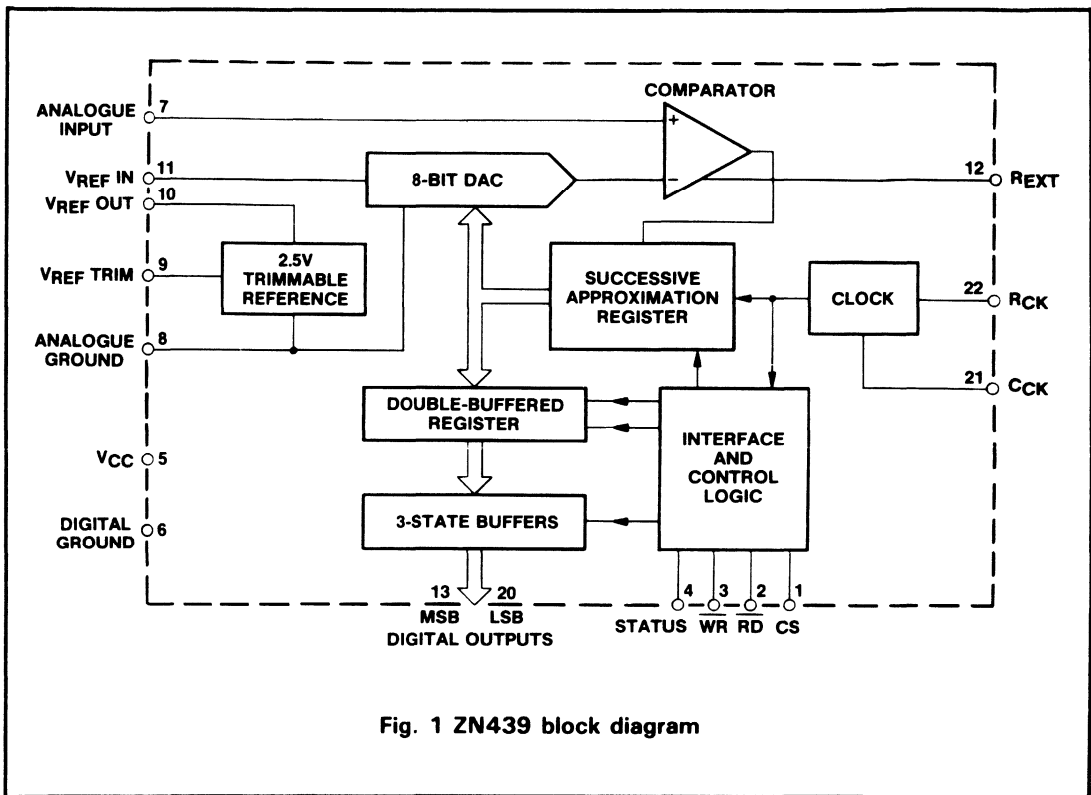 COMPARATOR
ANALOGUE
INPUT
7
+
−
VREF IN
11
8-BIT DAC
12
REXT
VREF OUT
10
VREF TRIM
9
2.5V
TRIMMABLE
REFERENCE
SUCCESSIVE
APPROXIMATION
REGISTER
CLOCK
22
RCK
ANALOGUE
GROUND
8
21
CCK
DOUBLE-BUFFERED
REGISTER
INTERFACE
AND
CONTROL
LOGIC
VCC
5
3-STATE BUFFERS
DIGITAL
GROUND
6
13 20
MSB LSB
DIGITAL OUTPUTS
4 3 2 1
STATUS WR RD CS
Fig. 1 ZN439 block diagram